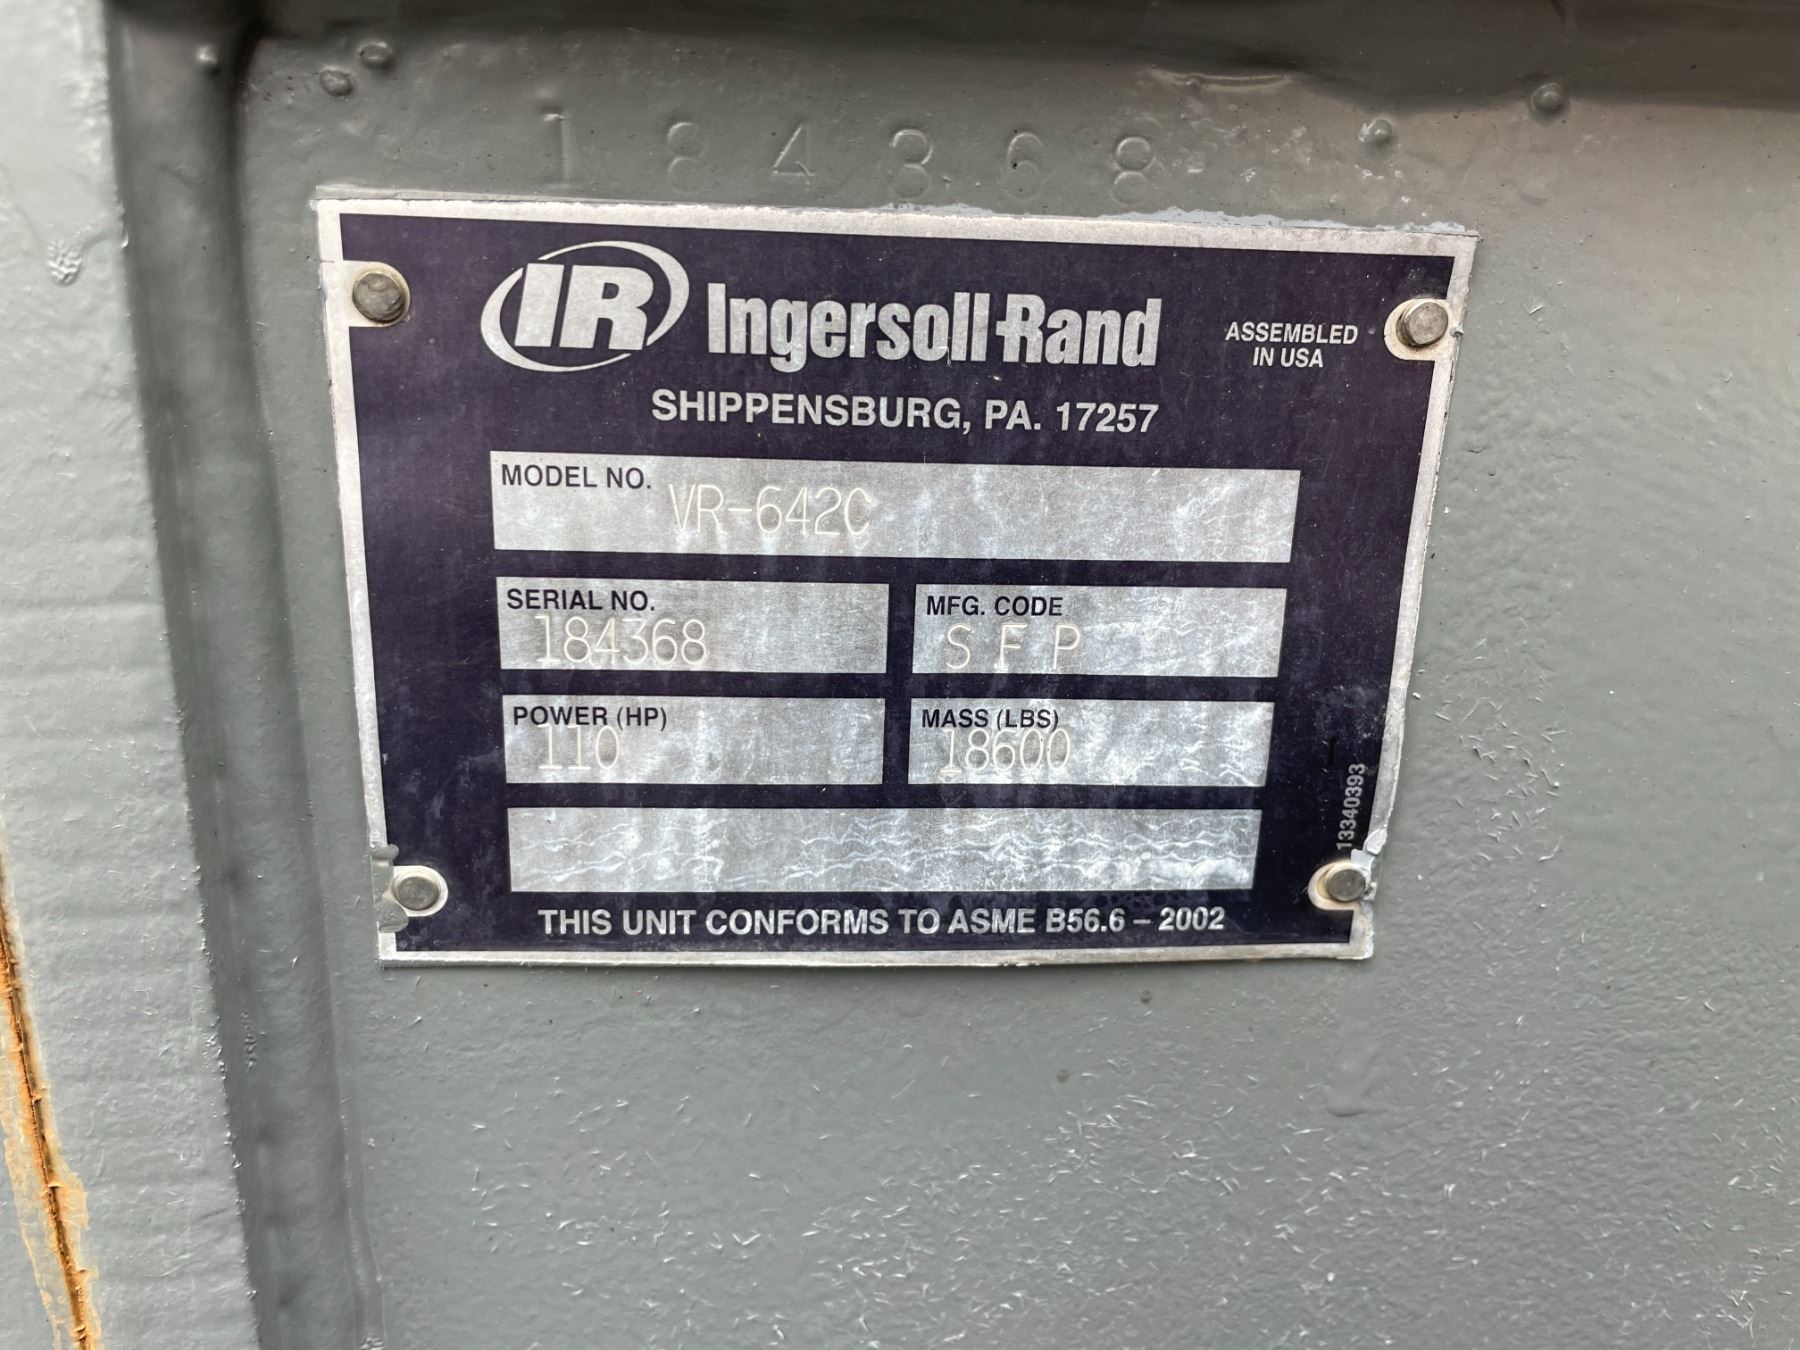 184368
IR Ingersoll-Rand
ASSEMBLED
IN USA
SHIPPENSBURG, PA. 17257
MODEL NO. VR-642C
SERIAL NO.
184368
MFG. CODE
S F P
POWER (HP)
110
MASS (LBS)
18600
13340393
THIS UNIT CONFORMS TO ASME B56.6 – 2002